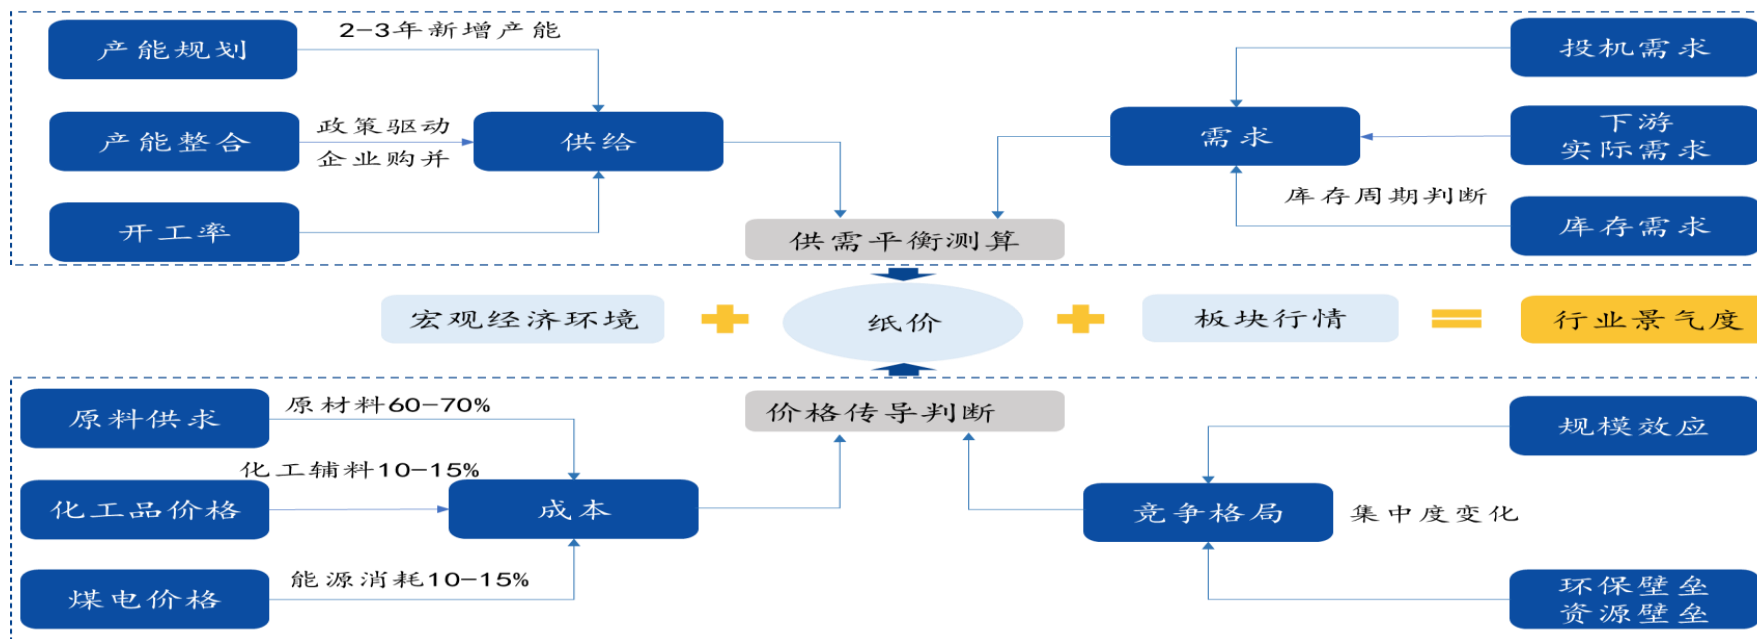 产能规划
2-3年新增产能
投机需求
产能整合
政策驱动
企业购并
供给
需求
下游
实际需求
开工率
库存周期判断
库存需求
供需平衡测算
宏观经济环境
纸价
板块行情
行业景气度
原料供求
原材料60-70%
价格传导判断
规模效应
化工辅料10-15%
化工品价格
成本
竞争格局
集中度变化
煤电价格
能源消耗10-15%
环保壁垒
资源壁垒